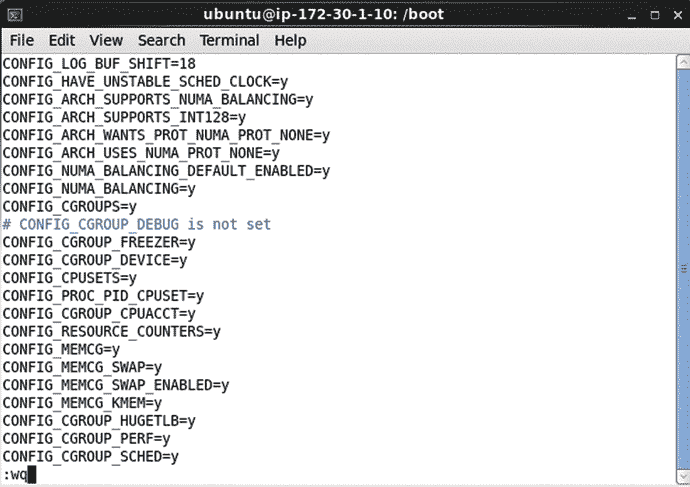 ubuntu@ip-172-30-1-10: /boot
File Edit View Search Terminal Help
CONFIG_LOG_BUF_SHIFT=18
CONFIG_HAVE_UNSTABLE_SCHED_CLOCK=y
CONFIG_ARCH_SUPPORTS_NUMA_BALANCING=y
CONFIG_ARCH_SUPPORTS_INT128=y
CONFIG_ARCH_WANTS_PROT_NUMA_PROT_NONE=y
CONFIG_ARCH_USES_NUMA_PROT_NONE=y
CONFIG_NUMA_BALANCING_DEFAULT_ENABLED=y
CONFIG_NUMA_BALANCING=y
CONFIG_CGROUPS=y
# CONFIG_CGROUP_DEBUG is not set
CONFIG_CGROUP_FREEZER=y
CONFIG_CGROUP_DEVICE=y
CONFIG_CPUSETS=y
CONFIG_PROC_PID_CPUSET=y
CONFIG_CGROUP_CPUACCT=y
CONFIG_RESOURCE_COUNTERS=y
CONFIG_MEMCG=y
CONFIG_MEMCG_SWAP=y
CONFIG_MEMCG_SWAP_ENABLED=y
CONFIG_MEMCG_KMEM=y
CONFIG_CGROUP_HUGETLB=y
CONFIG_CGROUP_PERF=y
CONFIG_CGROUP_SCHED=y
:wq